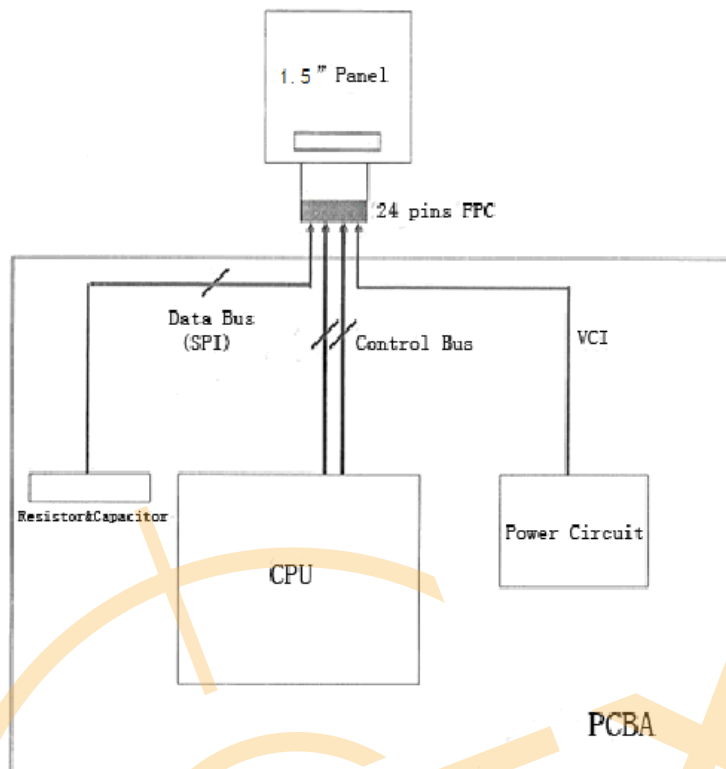 1.5" Panel
24 pins FPC
Data Bus
(SPI)
Control Bus
VCI
Resistor&Capacitor
CPU
Power Circuit
PCBA